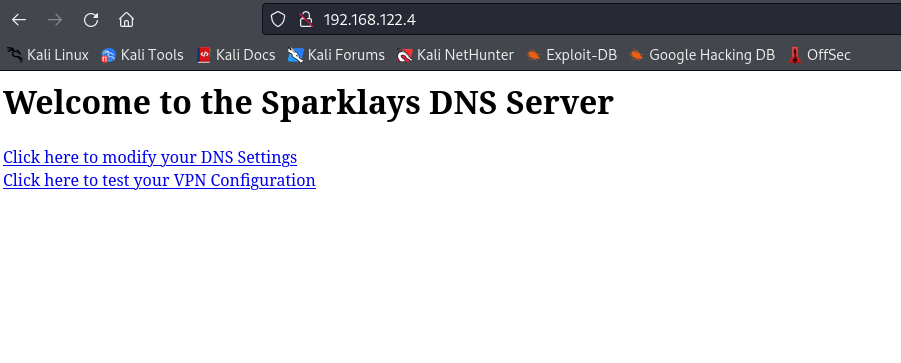 192.168.122.4
Kali Linux Kali Tools Kali Docs Kali Forums Kali NetHunter Exploit-DB Google Hacking DB OffSec
Welcome to the Sparklays DNS Server
Click here to modify your DNS Settings
Click here to test your VPN Configuration